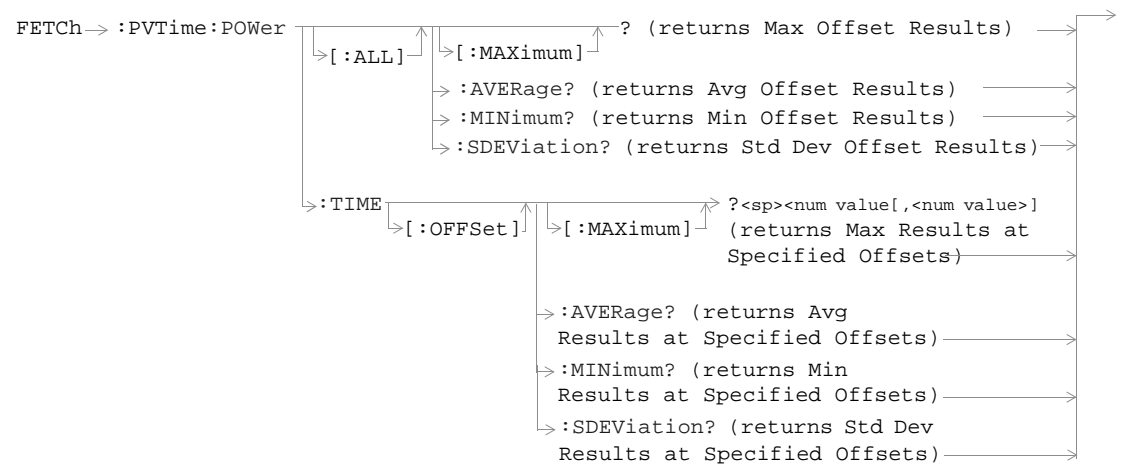 FETCh :PVTime:POWer ? (returns Max Offset Results)
[:ALL] [:MAXimum]
:AVERage? (returns Avg Offset Results)
:MINimum? (returns Min Offset Results)
:SDEViation? (returns Std Dev Offset Results)
:TIME ?<sp><num value[,<num value>]
[:OFFSet] [:MAXimum] (returns Max Results at
Specified Offsets)
:AVERage? (returns Avg
Results at Specified Offsets)
:MINimum? (returns Min
Results at Specified Offsets)
:SDEViation? (returns Std Dev
Results at Specified Offsets)